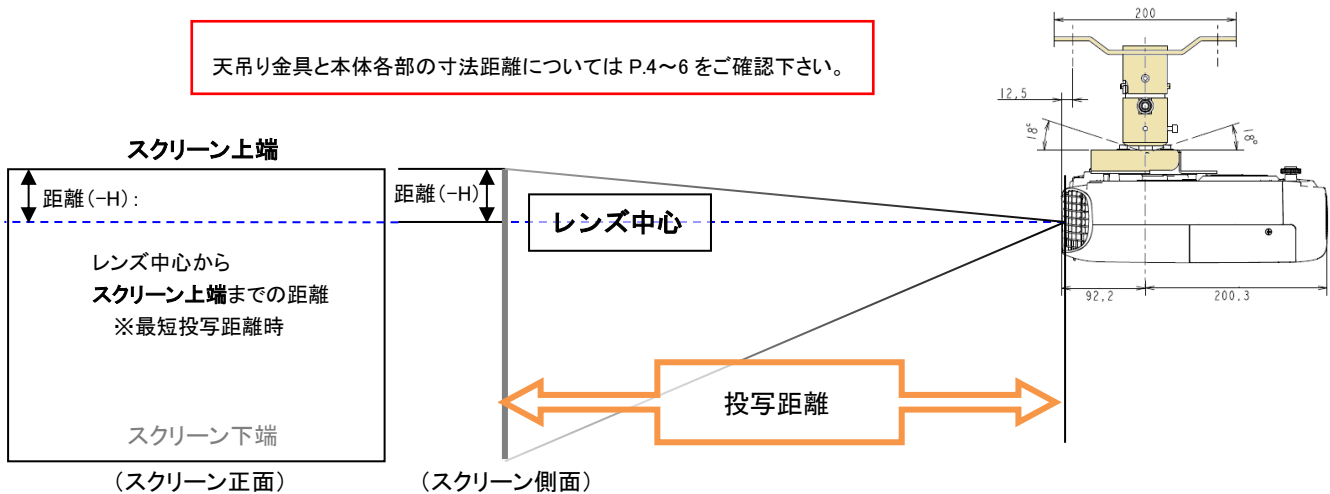 天吊り金具と本体各部の寸法距離については P.4～6 をご確認下さい。
200
12,5
18°
18°
スクリーン上端
距離(-H)：
距離(-H)
レンズ中心
レンズ中心から
スクリーン上端までの距離
※最短投写距離時
92,2
200,3
投写距離
スクリーン下端
（スクリーン正面）
（スクリーン側面）